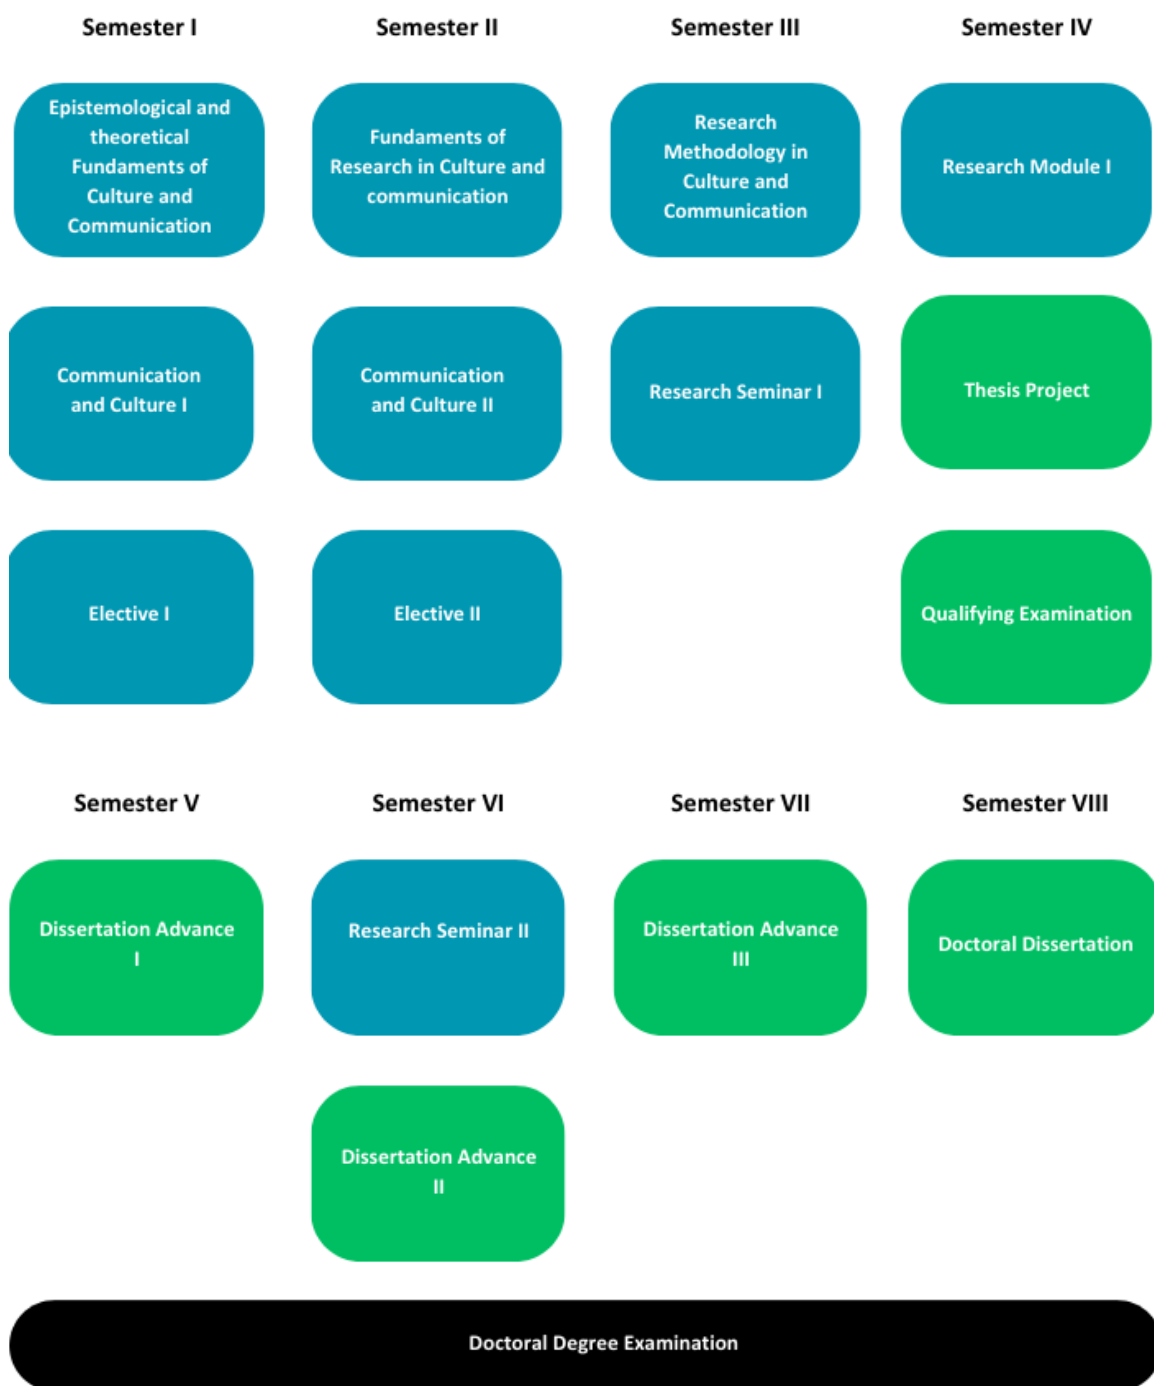 Semester I
Semester II
Semester III
Semester IV
Epistemological and
theoretical
Fundaments of
Culture and
Communication
Fundaments of
Research in Culture and
communication
Research
Methodology in
Culture and
Communication
Research Module I
Communication
and Culture I
Communication
and Culture II
Research Seminar I
Thesis Project
Elective I
Elective II
Qualifying Examination
Semester V
Semester VI
Semester VII
Semester VIII
Dissertation Advance
I
Research Seminar II
Dissertation Advance
III
Doctoral Dissertation
Dissertation Advance
II
Doctoral Degree Examination